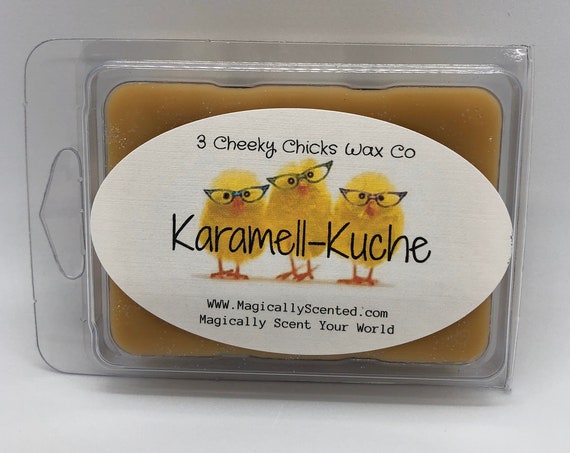 3 Cheeky Chicks Wax Co
Karamell-Kuche
www.MagicallyScented.com
Magically Scent Your World